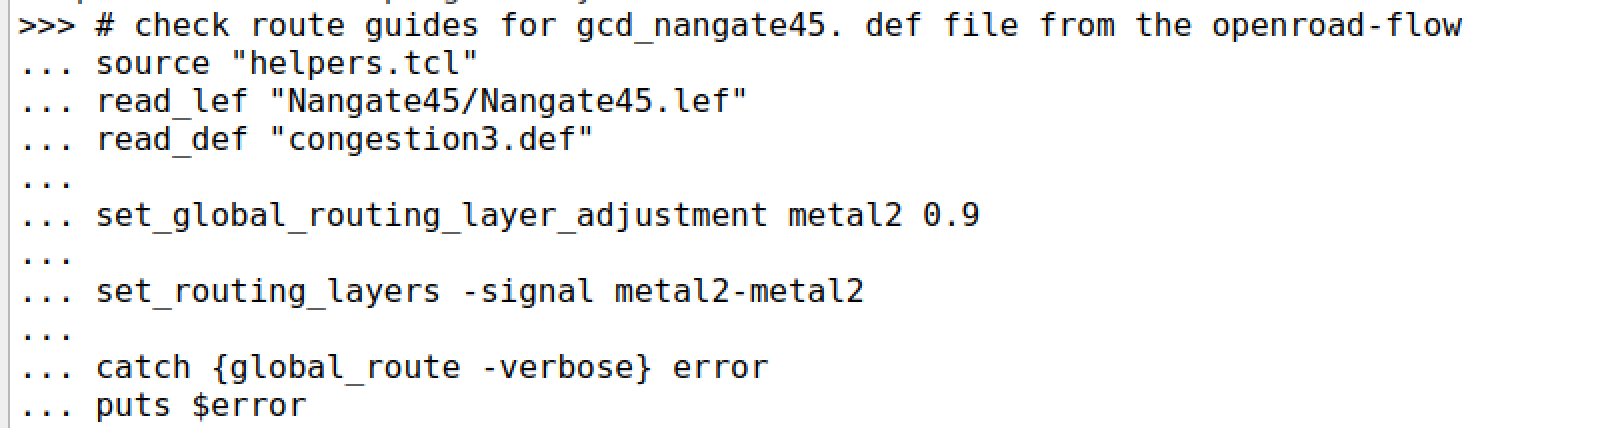 >>> # check route guides for gcd_nangate45. def file from the openroad-flow
... source "helpers.tcl"
... read_lef "Nangate45/Nangate45.lef"
... read_def "congestion3.def"
...
... set_global_routing_layer_adjustment metal2 0.9
...
... set_routing_layers -signal metal2-metal2
...
... catch {global_route -verbose} error
... puts $error